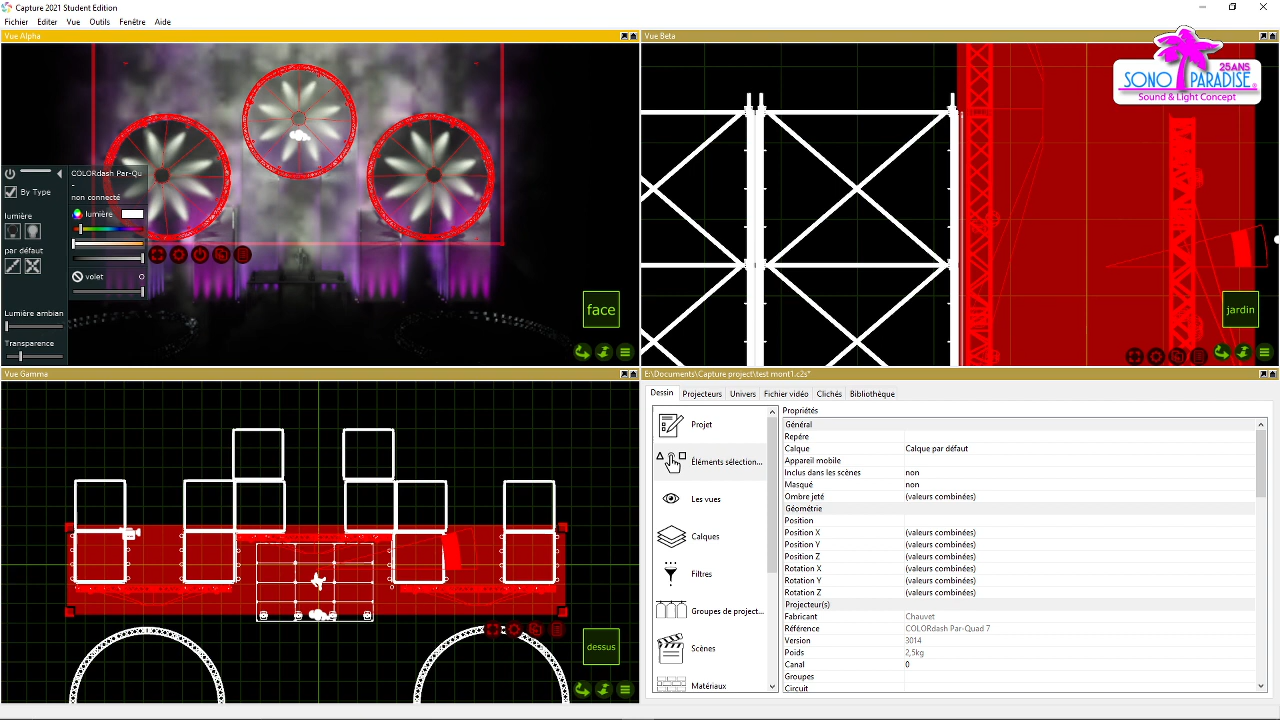 Capture 2021 Student Edition
Fichier Editer Vue Outils Fenêtre Aide
Vue Alpha
COLORdash Par-Qu
-
By Type
non connecté
lumière
lumière
par défaut
volet
Lumière ambian
Transparence
face
Vue Beta
25ANS
SONO PARADISE®
Sound & Light Concept
jardin
Vue Gamma
dessus
E:\Documents\Capture project\test mont1.c2s*
Dessin Projecteurs Univers Fichier vidéo Clichés Bibliothèque
Projet
Éléments sélection...
Les vues
Calques
Filtres
Groupes de project...
Scènes
Matériaux
Propriétés
Général
Repère
Calque Calque par défaut
Appareil mobile
Inclus dans les scènes non
Masqué non
Ombre jeté (valeurs combinées)
Géométrie
Position
Position X (valeurs combinées)
Position Y (valeurs combinées)
Position Z (valeurs combinées)
Rotation X (valeurs combinées)
Rotation Y (valeurs combinées)
Rotation Z (valeurs combinées)
Projecteur(s)
Fabricant Chauvet
Référence COLORdash Par-Quad 7
Version 3014
Poids 2,5kg
Canal 0
Groupes
Circuit